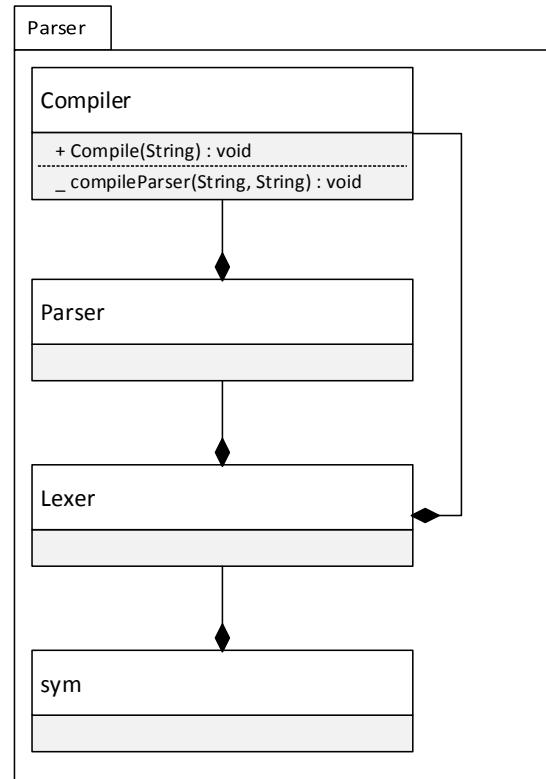 Parser
Compiler
+ Compile(String) : void
_ compileParser(String, String) : void
Parser
Lexer
sym